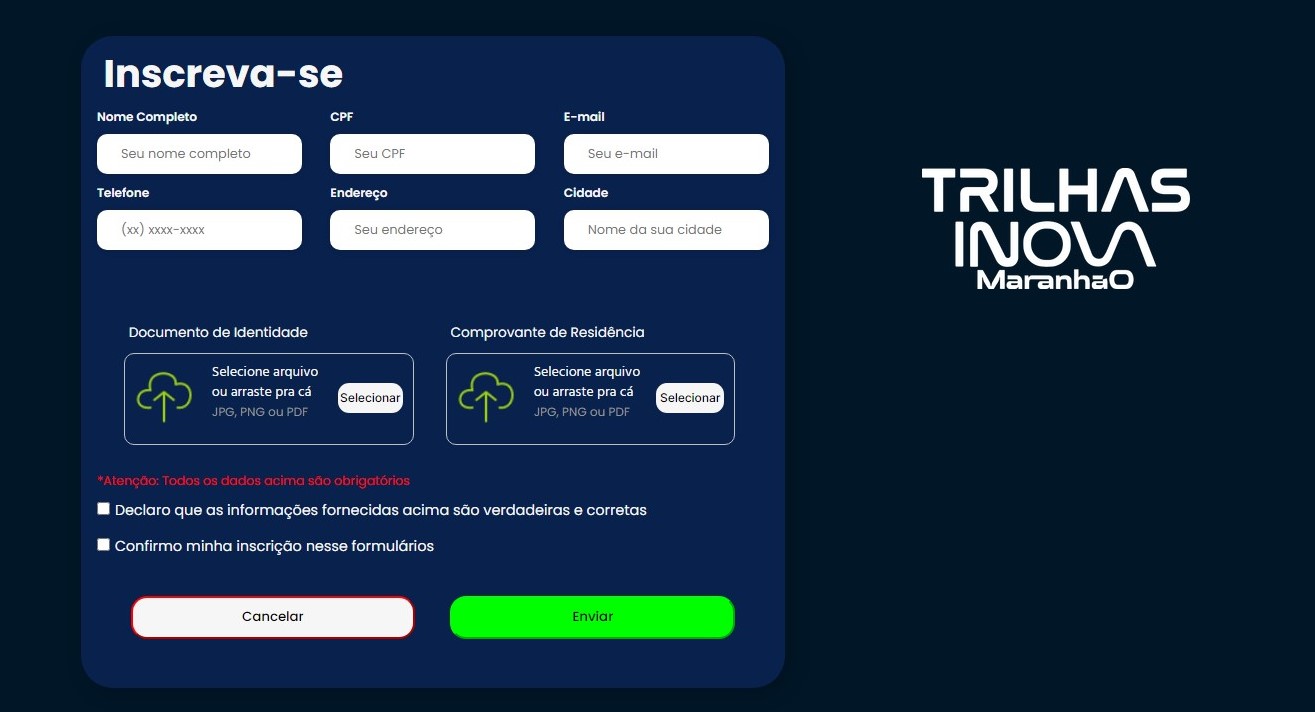 Inscreva-se
Nome Completo CPF E-mail
Seu nome completo Seu CPF Seu e-mail
Telefone Endereço Cidade
(xx) xxxx-xxxx Seu endereço Nome da sua cidade
TRILHAS
INOVA
Maranhão
Documento de Identidade Comprovante de Residência
Selecione arquivo
ou arraste pra cá
JPG, PNG ou PDF
Selecionar
Selecione arquivo
ou arraste pra cá
JPG, PNG ou PDF
Selecionar
*Atenção: Todos os dados acima são obrigatórios
Declaro que as informações fornecidas acima são verdadeiras e corretas
Confirmo minha inscrição nesse formulários
Cancelar Enviar